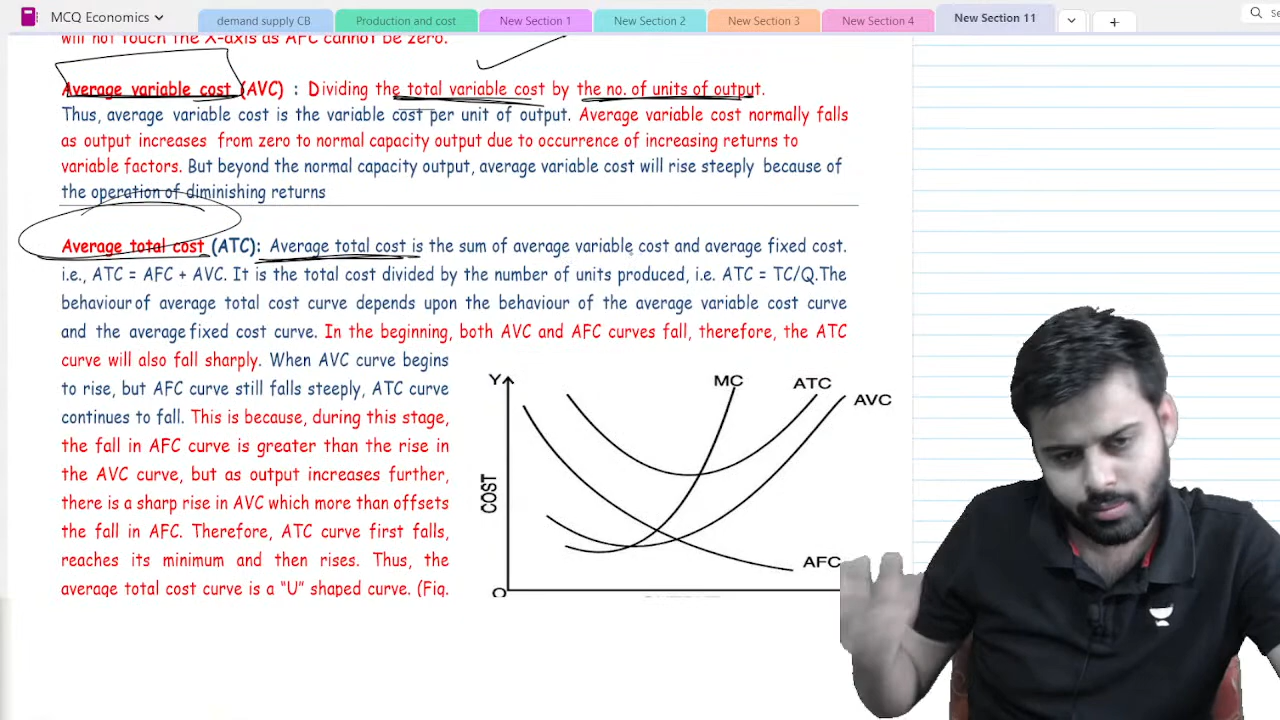 MCQ Economics
demand supply CB
Production and cost
New Section 1
New Section 2
New Section 3
New Section 4
New Section 11
will not touch the X-axis as AFC cannot be zero.
Average variable cost (AVC) : Dividing the total variable cost by the no. of units of output.
Thus, average variable cost is the variable cost per unit of output. Average variable cost normally falls
as output increases from zero to normal capacity output due to occurrence of increasing returns to
variable factors. But beyond the normal capacity output, average variable cost will rise steeply because of
the operation of diminishing returns
Average total cost (ATC): Average total cost is the sum of average variable cost and average fixed cost.
i.e., ATC = AFC + AVC. It is the total cost divided by the number of units produced, i.e. ATC = TC/Q.The
behaviour of average total cost curve depends upon the behaviour of the average variable cost curve
and the average fixed cost curve. In the beginning, both AVC and AFC curves fall, therefore, the ATC
curve will also fall sharply. When AVC curve begins
to rise, but AFC curve still falls steeply, ATC curve
continues to fall. This is because, during this stage,
the fall in AFC curve is greater than the rise in
the AVC curve, but as output increases further,
there is a sharp rise in AVC which more than offsets
the fall in AFC. Therefore, ATC curve first falls,
reaches its minimum and then rises. Thus, the
average total cost curve is a "U" shaped curve. (Fig.
Y
MC
ATC
AVC
COST
AFC
O
Se